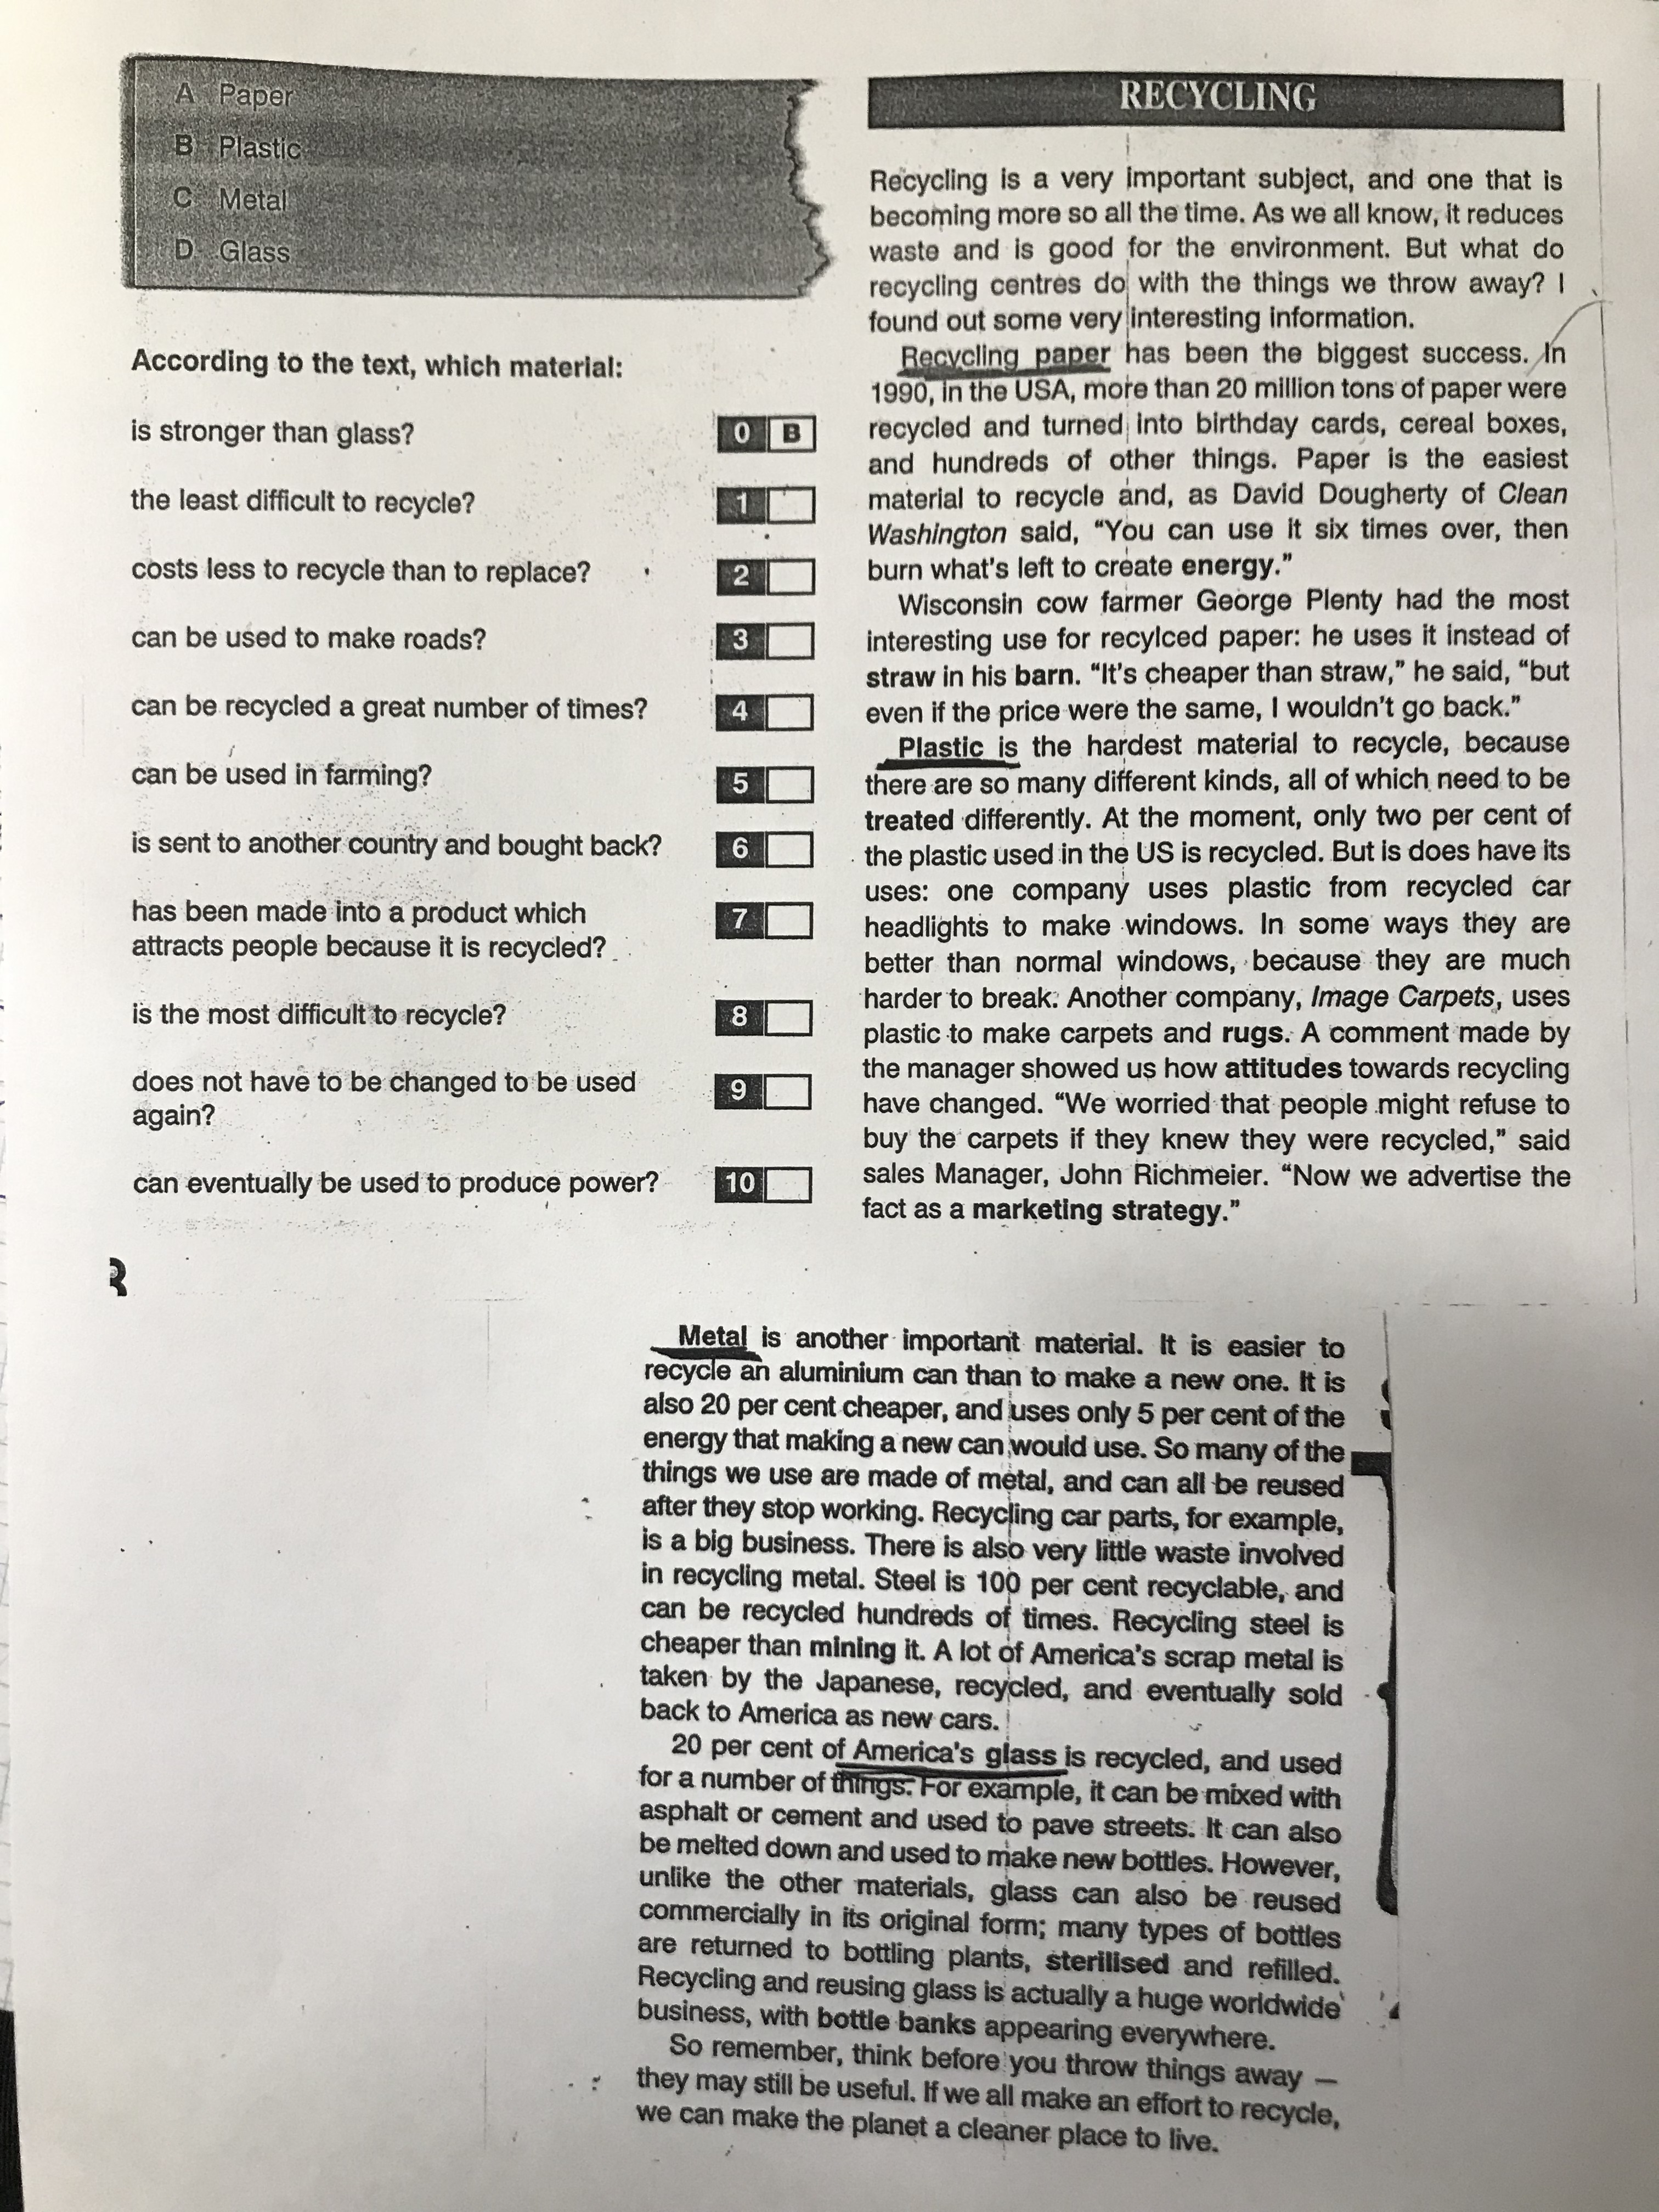 A Paper
B Plastic
C Metal
D Glass
According to the text, which material:
is stronger than glass? 0 B
the least difficult to recycle? 1
costs less to recycle than to replace? 2
can be used to make roads? 3
can be recycled a great number of times? 4
can be used in farming? 5
is sent to another country and bought back? 6
has been made into a product which
attracts people because it is recycled? 7
is the most difficult to recycle? 8
does not have to be changed to be used 9
again?
can eventually be used to produce power? 10
RECYCLING
Recycling is a very important subject, and one that is
becoming more so all the time. As we all know, it reduces
waste and is good for the environment. But what do
recycling centres do with the things we throw away? I
found out some very interesting information.
Recycling paper has been the biggest success. In
1990, in the USA, more than 20 million tons of paper were
recycled and turned into birthday cards, cereal boxes,
and hundreds of other things. Paper is the easiest
material to recycle and, as David Dougherty of Clean
Washington said, “You can use it six times over, then
burn what's left to create energy.”
Wisconsin cow farmer George Plenty had the most
interesting use for recylced paper: he uses it instead of
straw in his barn. “It's cheaper than straw,” he said, “but
even if the price were the same, I wouldn't go back.”
Plastic is the hardest material to recycle, because
there are so many different kinds, all of which need to be
treated differently. At the moment, only two per cent of
the plastic used in the US is recycled. But is does have its
uses: one company uses plastic from recycled car
headlights to make windows. In some ways they are
better than normal windows, because they are much
harder to break. Another company, Image Carpets, uses
plastic to make carpets and rugs. A comment made by
the manager showed us how attitudes towards recycling
have changed. “We worried that people might refuse to
buy the carpets if they knew they were recycled,” said
sales Manager, John Richmeier. “Now we advertise the
fact as a marketing strategy.”
Metal is another important material. It is easier to
recycle an aluminium can than to make a new one. It is
also 20 per cent cheaper, and uses only 5 per cent of the
energy that making a new can would use. So many of the
things we use are made of metal, and can all be reused
after they stop working. Recycling car parts, for example,
is a big business. There is also very little waste involved
in recycling metal. Steel is 100 per cent recyclable, and
can be recycled hundreds of times. Recycling steel is
cheaper than mining it. A lot of America's scrap metal is
taken by the Japanese, recycled, and eventually sold
back to America as new cars.
20 per cent of America's glass is recycled, and used
for a number of things. For example, it can be mixed with
asphalt or cement and used to pave streets. It can also
be melted down and used to make new bottles. However,
unlike the other materials, glass can also be reused
commercially in its original form; many types of bottles
are returned to bottling plants, sterilised and refilled.
Recycling and reusing glass is actually a huge worldwide
business, with bottle banks appearing everywhere.
So remember, think before you throw things away –
they may still be useful. If we all make an effort to recycle,
we can make the planet a cleaner place to live.